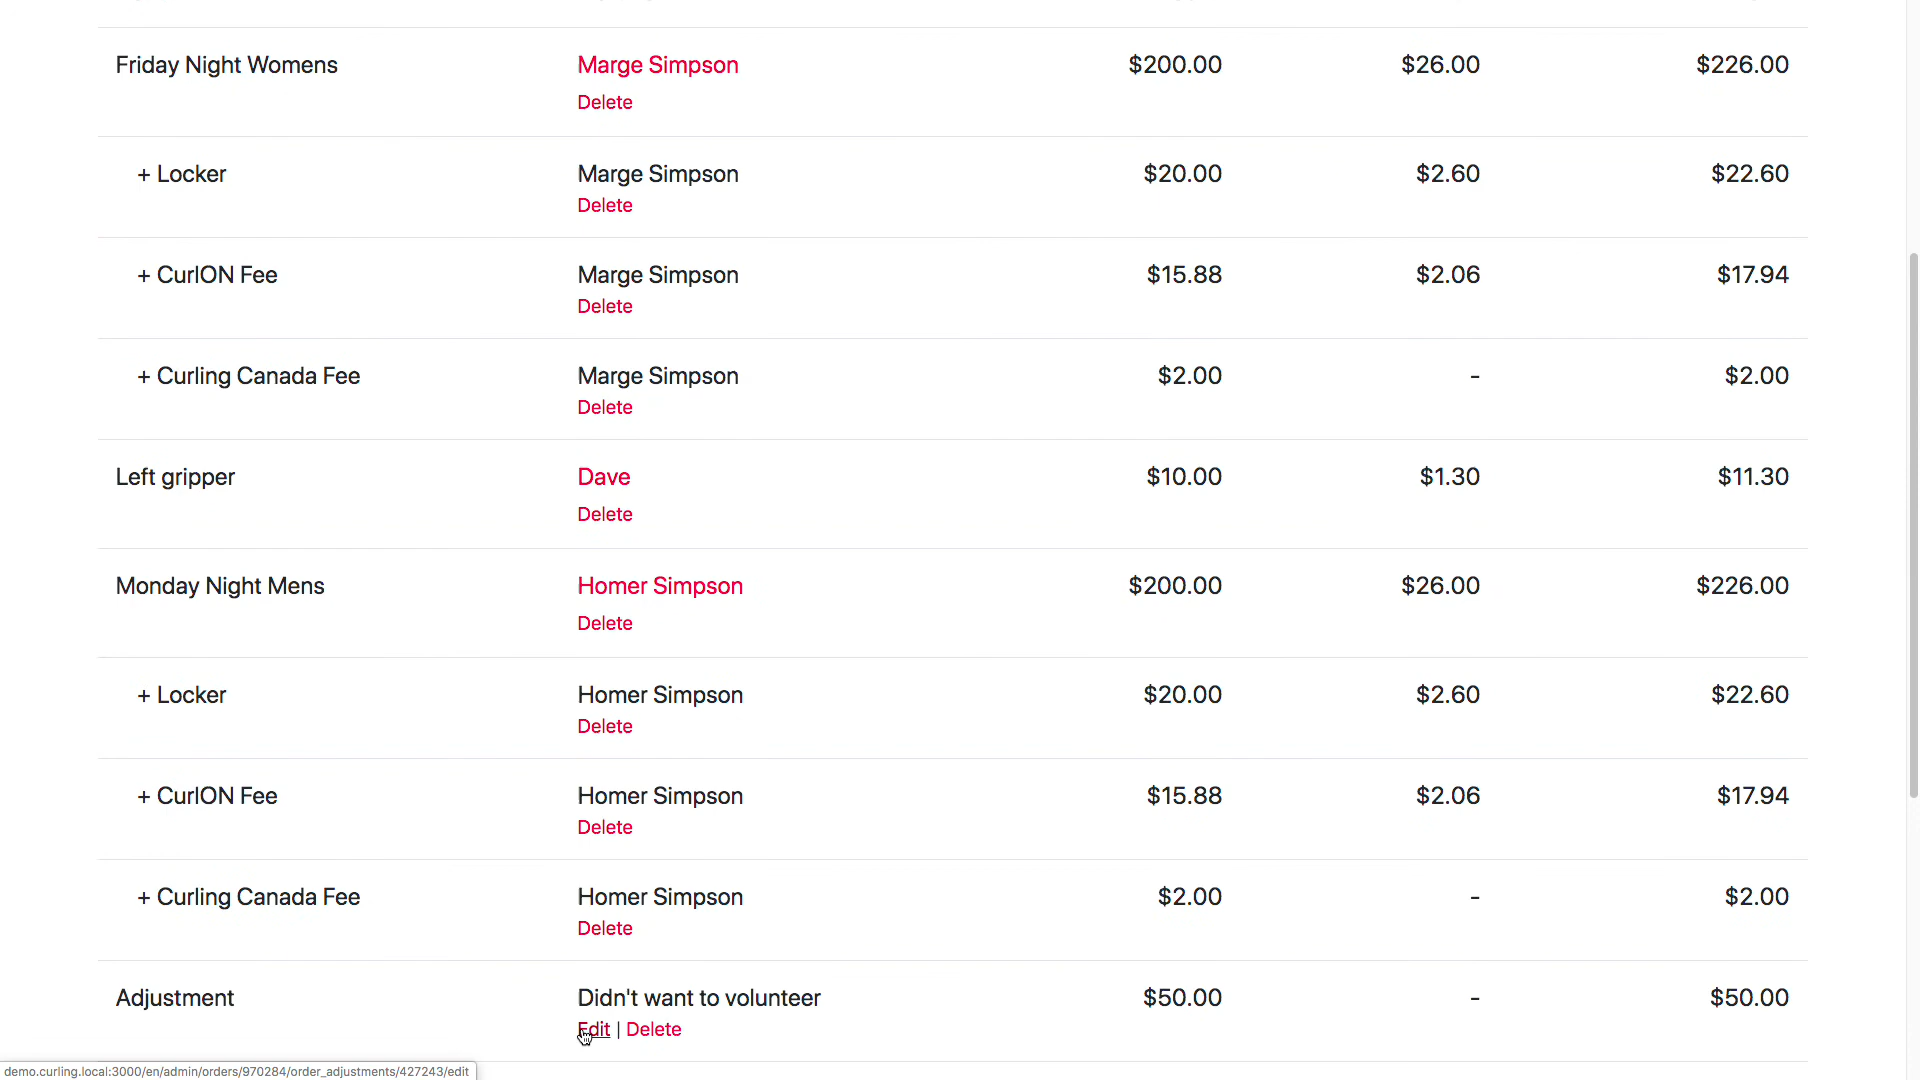 Friday Night Womens Marge Simpson $200.00 $26.00 $226.00
Delete
+ Locker Marge Simpson $20.00 $2.60 $22.60
Delete
+ CurlON Fee Marge Simpson $15.88 $2.06 $17.94
Delete
+ Curling Canada Fee Marge Simpson $2.00 - $2.00
Delete
Left gripper Dave $10.00 $1.30 $11.30
Delete
Monday Night Mens Homer Simpson $200.00 $26.00 $226.00
Delete
+ Locker Homer Simpson $20.00 $2.60 $22.60
Delete
+ CurlON Fee Homer Simpson $15.88 $2.06 $17.94
Delete
+ Curling Canada Fee Homer Simpson $2.00 - $2.00
Delete
Adjustment Didn't want to volunteer $50.00 - $50.00
Edit | Delete
demo.curling.local:3000/en/admin/orders/970284/order_adjustments/427243/edit